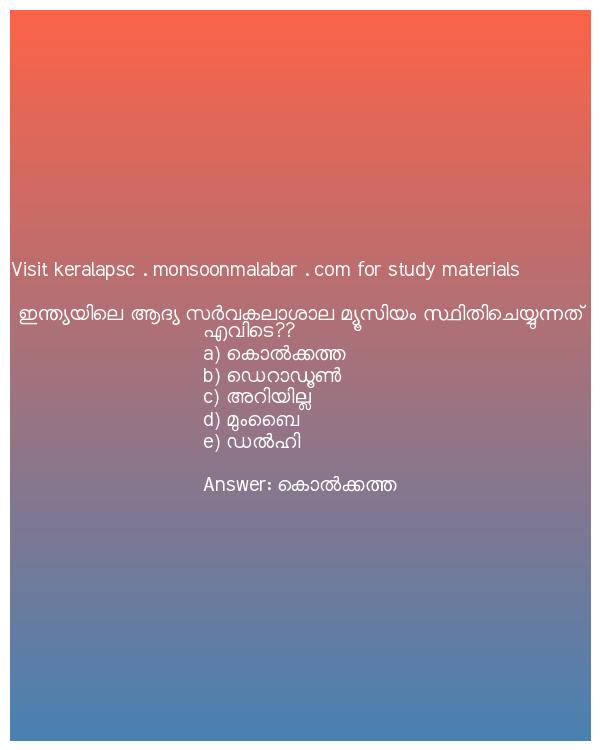 Visit keralapsc . monsoonmalabar . com for study materials
ഇന്ത്യയിലെ ആദ്യ സർവകലാശാല മ്യൂസിയം സ്ഥിതിചെയ്യുന്നത്
എവിടെ??
a) കൊൽക്കത്ത
b) ഡെറാഡൂൺ
c) അറിയില്ല
d) മുംബൈ
e) ഡൽഹി
Answer: കൊൽക്കത്ത